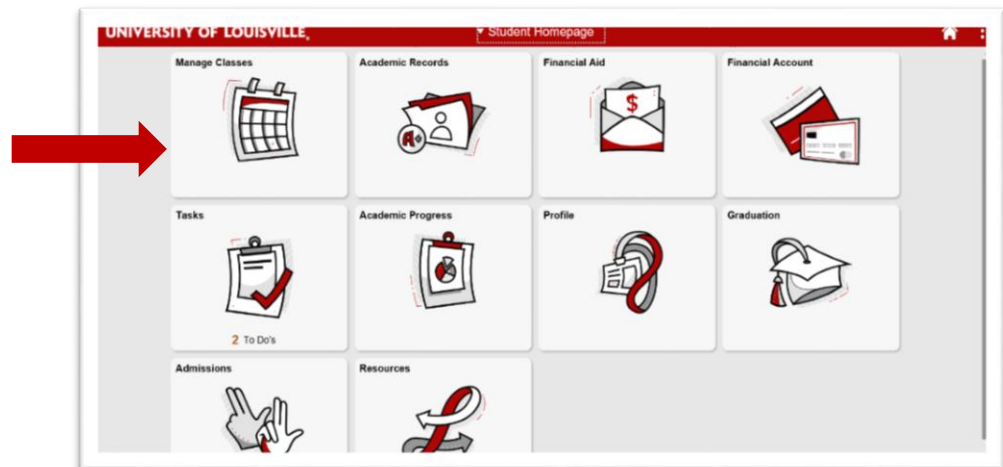 UNIVERSITY OF LOUISVILLE.
Student Homepage
Manage Classes
Academic Records
Financial Aid
Financial Account
$
A+
Tasks
Academic Progress
Profile
Graduation
2 To Do's
Admissions
Resources